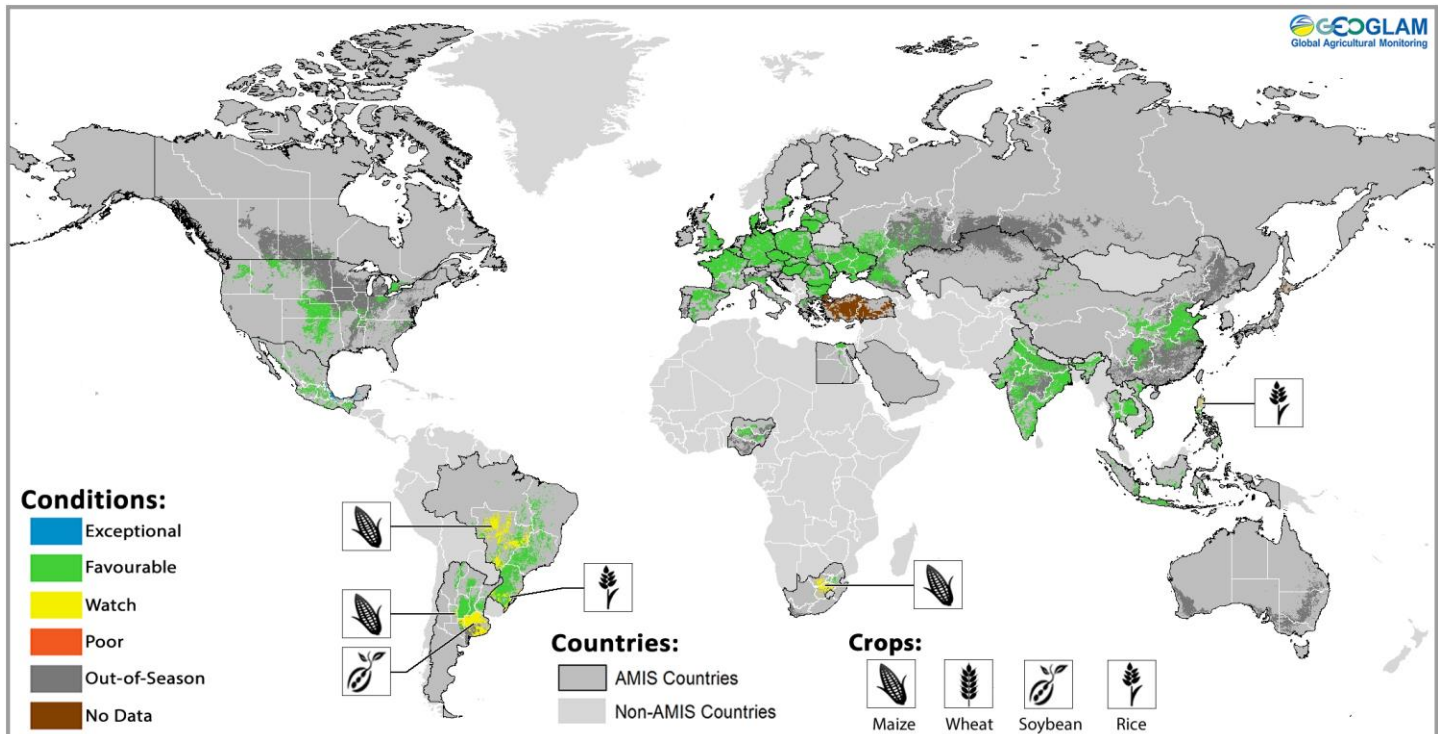 GEOGLAM
Global Agricultural Monitoring
Conditions:
Exceptional
Favourable
Watch
Poor
Out-of-Season
No Data
Countries:
AMIS Countries
Non-AMIS Countries
Crops:
Maize
Wheat
Soybean
Rice